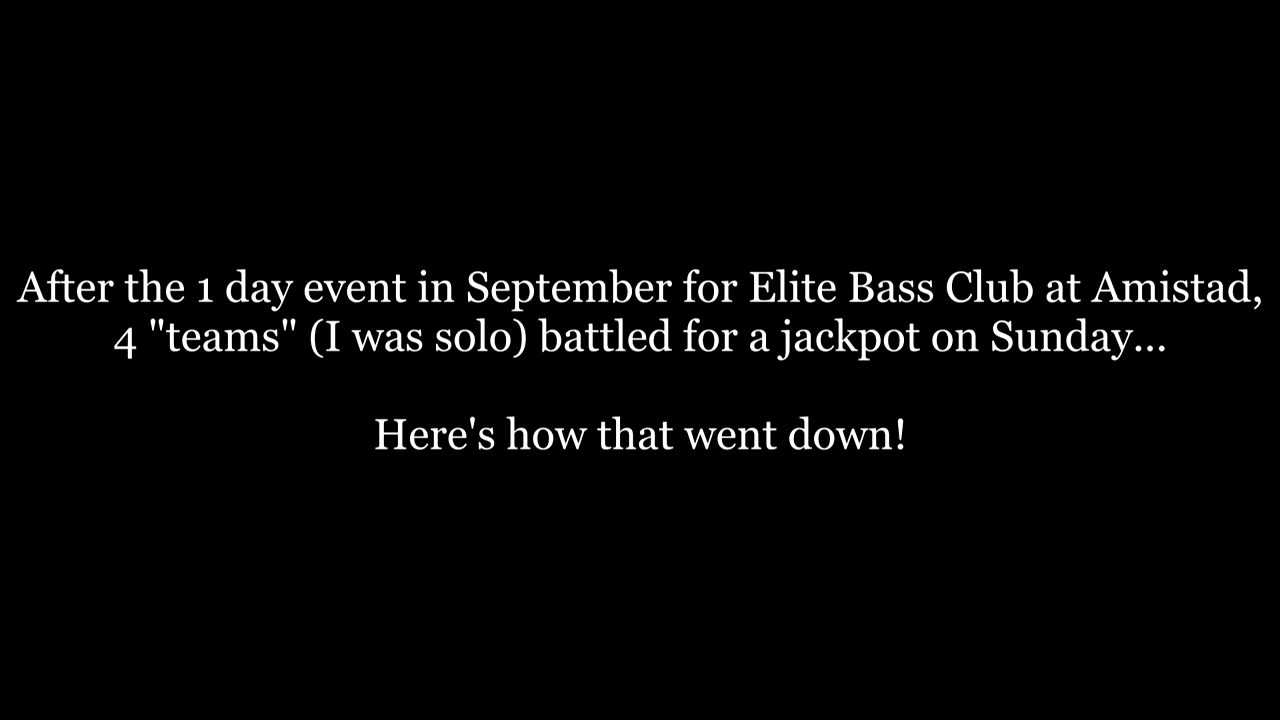 After the 1 day event in September for Elite Bass Club at Amistad,
4 "teams" (I was solo) battled for a jackpot on Sunday...
Here's how that went down!